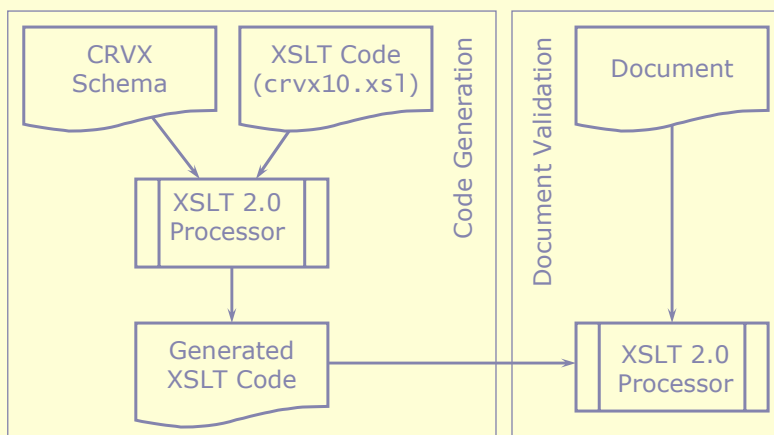 CRVX
Schema
XSLT Code
(crvx10.xsl)
XSLT 2.0
Processor
Generated
XSLT Code
Code Generation
Document Validation
Document
XSLT 2.0
Processor